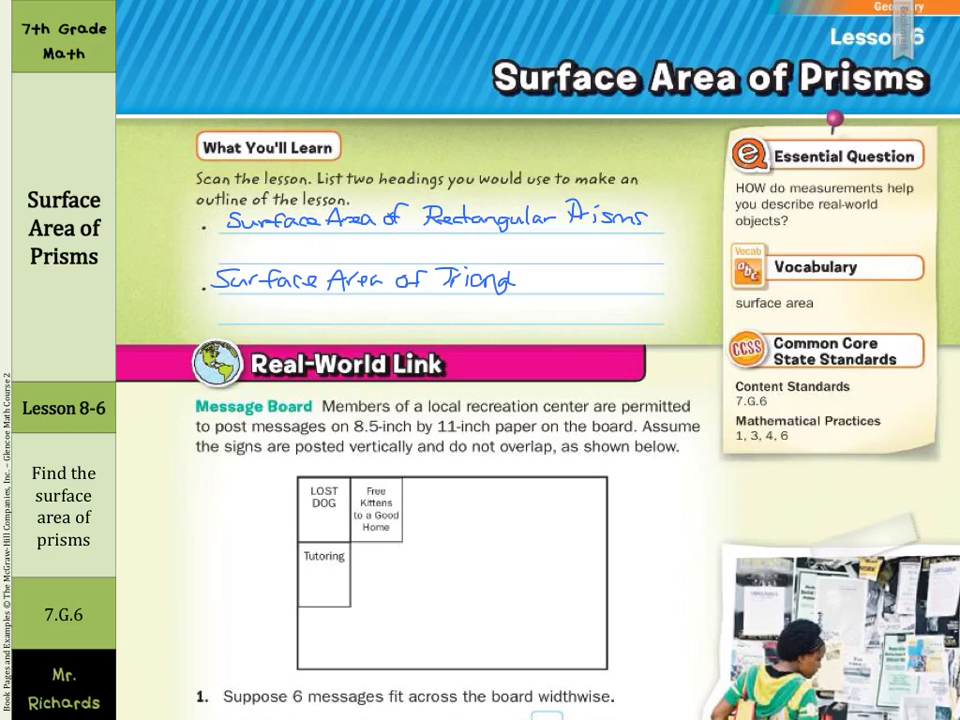 7th Grade
Math
Surface
Area of
Prisms
Lesson 8-6
Find the
surface
area of
prisms
7.G.6
Mr.
Richards
Book Pages and Examples © The McGraw-Hill Companies, Inc. – Glencoe Math Course 2
Geometry
Bookmark
Lesson 6
Surface Area of Prisms
What You'll Learn
Scan the lesson. List two headings you would use to make an
outline of the lesson.
• Surface Area of Rectangular Prisms
• Surface Area of Triang
Real-World Link
Message Board Members of a local recreation center are permitted
to post messages on 8.5-inch by 11-inch paper on the board. Assume
the signs are posted vertically and do not overlap, as shown below.
LOST
DOG
Free
Kittens
to a Good
Home
Tutoring
1. Suppose 6 messages fit across the board widthwise.
e Essential Question
HOW do measurements help
you describe real-world
objects?
Vocab
abc
Vocabulary
surface area
CCSS
Common Core
State Standards
Content Standards
7.G.6
Mathematical Practices
1, 3, 4, 6